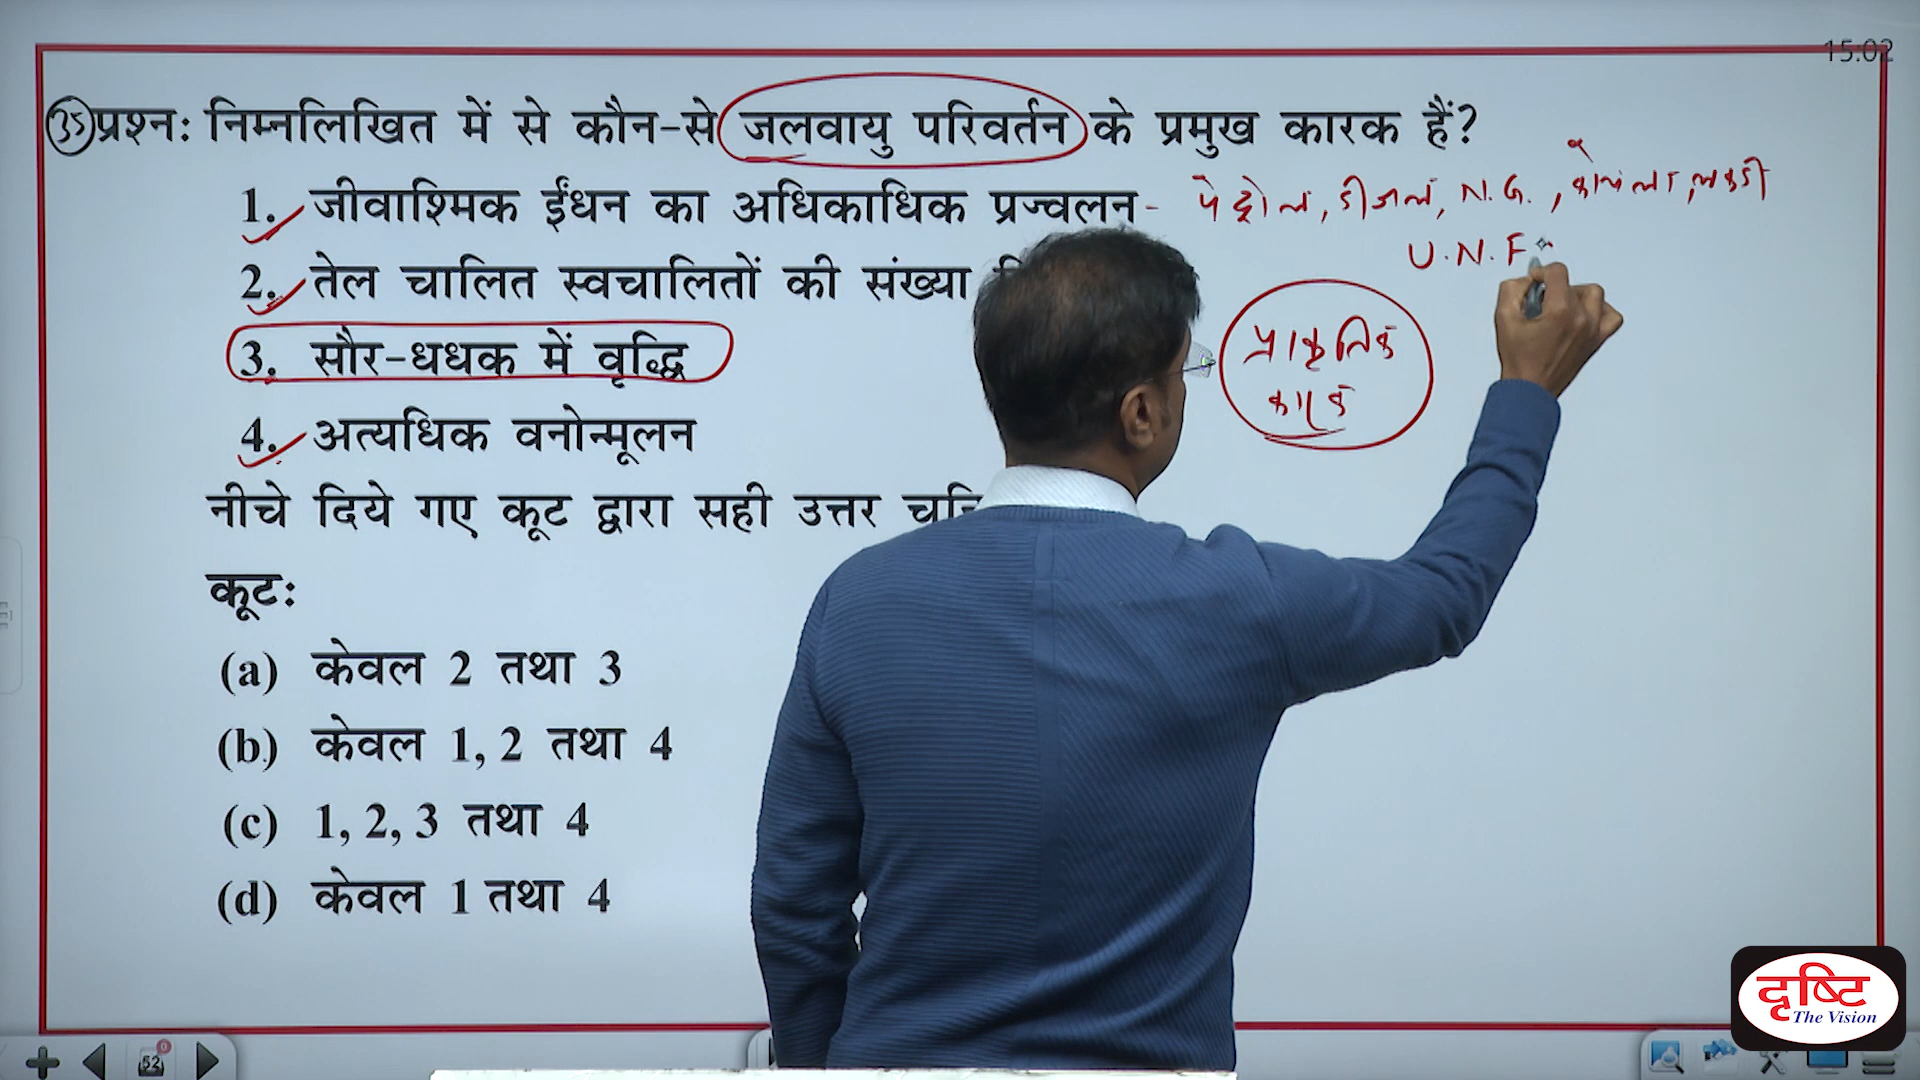 15:02
35 प्रश्न: निम्नलिखित में से कौन-से जलवायु परिवर्तन के प्रमुख कारक हैं?
1. जीवाश्मिक ईंधन का अधिकाधिक प्रज्वलन - पेट्रोल, डीजल, N.G., कोयला, लकडी
U.N.F
2. तेल चालित स्वचालितों की संख्या
3. सौर-धधक में वृद्धि
प्राकृतिक
कारक
4. अत्यधिक वनोन्मूलन
नीचे दिये गए कूट द्वारा सही उत्तर
कूट:
(a) केवल 2 तथा 3
(b) केवल 1, 2 तथा 4
(c) 1, 2, 3 तथा 4
(d) केवल 1 तथा 4
दृष्टि
The Vision
52
0